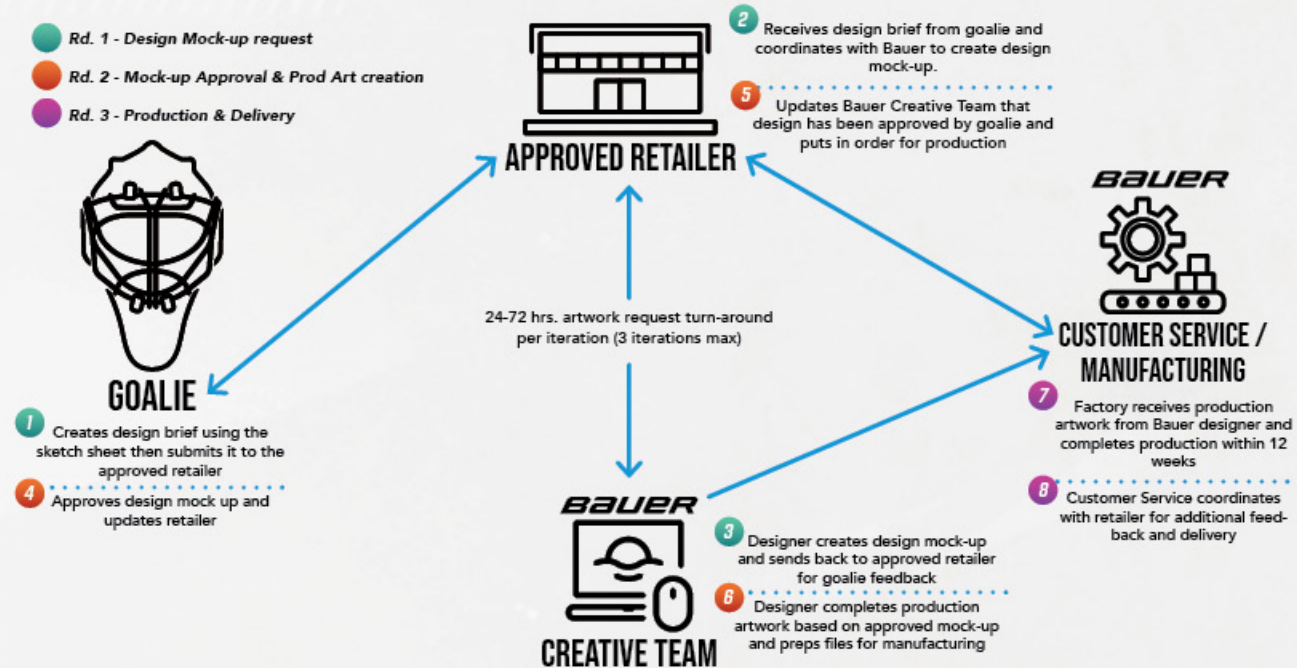 Rd. 1 - Design Mock-up request
Rd. 2 - Mock-up Approval & Prod Art creation
Rd. 3 - Production & Delivery
APPROVED RETAILER
2
Receives design brief from goalie and
coordinates with Bauer to create design
mock-up.
5
Updates Bauer Creative Team that
design has been approved by goalie and
puts in order for production
GOALIE
1
Creates design brief using the
sketch sheet then submits it to the
approved retailer
4
Approves design mock up and
updates retailer
24-72 hrs. artwork request turn-around
per iteration (3 iterations max)
BAUER
CUSTOMER SERVICE /
MANUFACTURING
7
Factory receives production
artwork from Bauer designer and
completes production within 12
weeks
8
Customer Service coordinates
with retailer for additional feed-
back and delivery
BAUER
CREATIVE TEAM
3
Designer creates design mock-up
and sends back to approved retailer
for goalie feedback
6
Designer completes production
artwork based on approved mock-up
and preps files for manufacturing